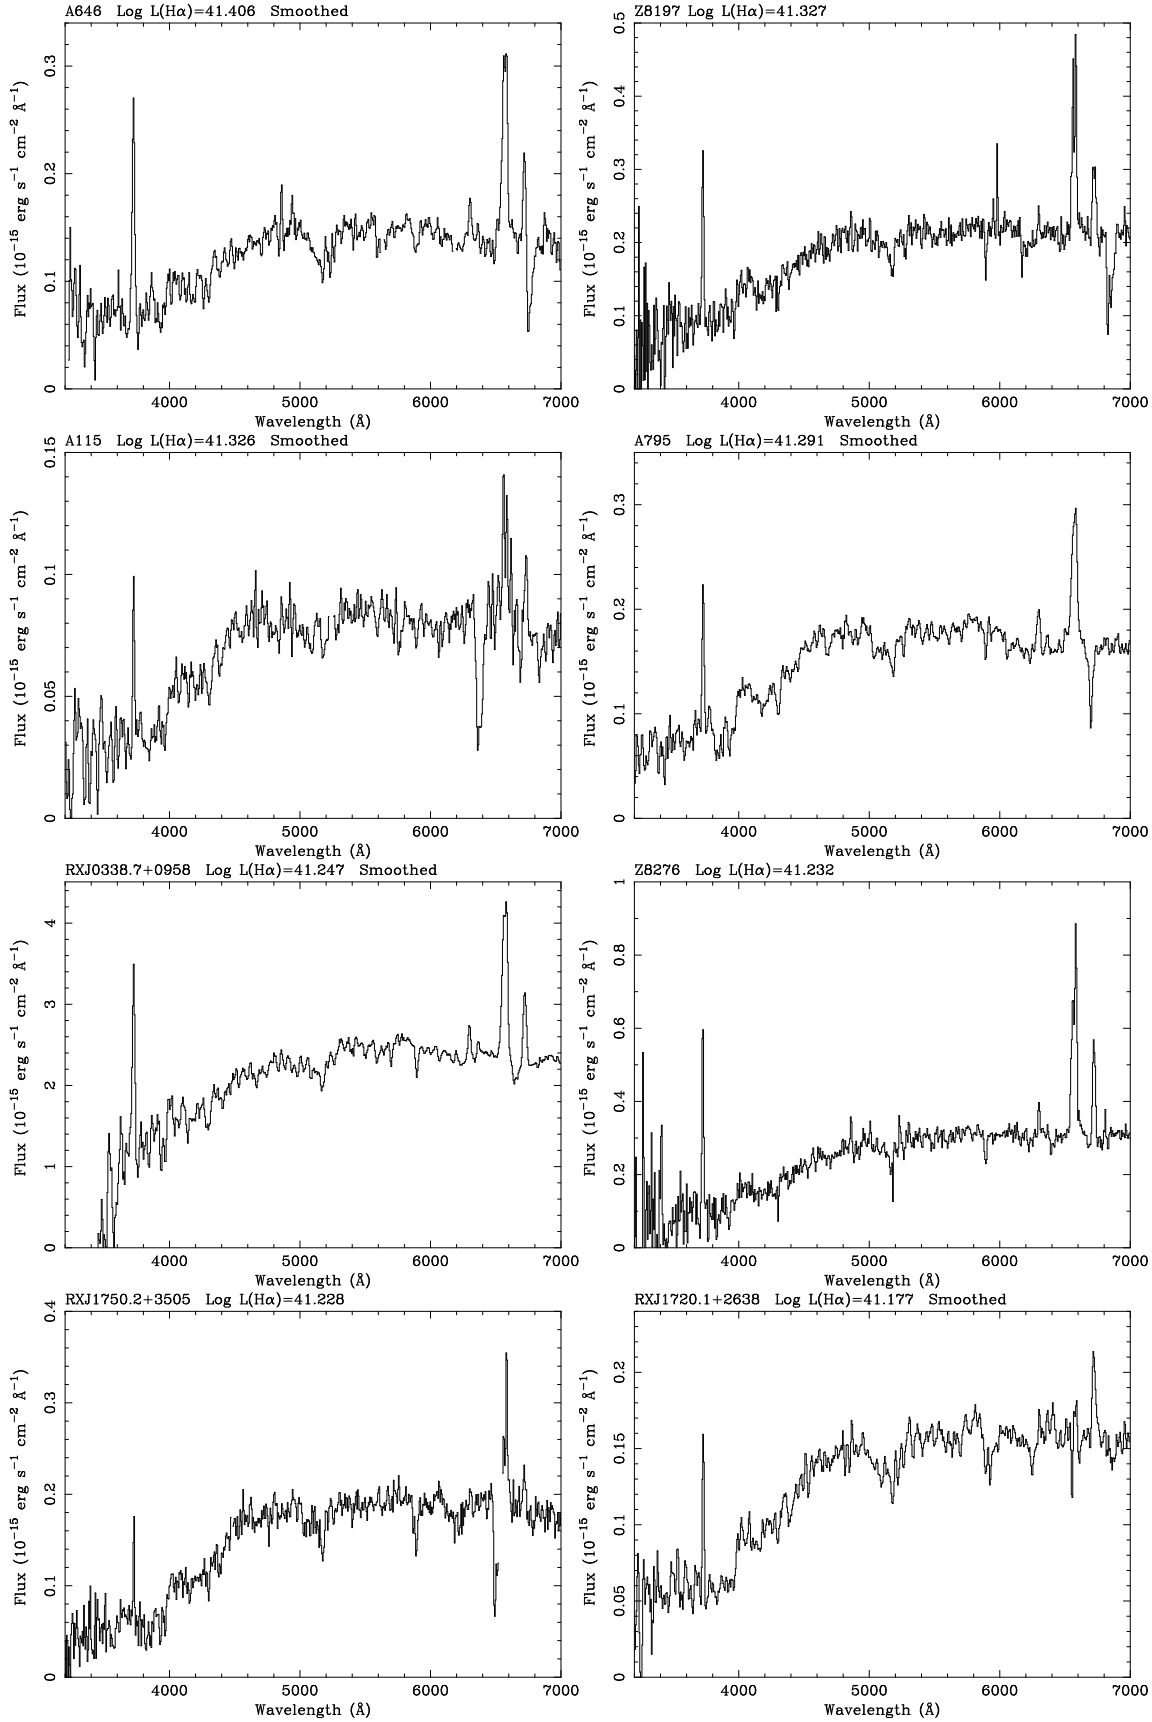 A646 Log L(Hα)=41.406 Smoothed
Flux (10⁻¹⁵ erg s⁻¹ cm⁻² Å⁻¹)
0.3
0.2
0.1
0
4000 5000 6000 7000
Wavelength (Å)
Z8197 Log L(Hα)=41.327
Flux (10⁻¹⁵ erg s⁻¹ cm⁻² Å⁻¹)
0.5
0.4
0.3
0.2
0.1
0
4000 5000 6000 7000
Wavelength (Å)
A115 Log L(Hα)=41.326 Smoothed
Flux (10⁻¹⁵ erg s⁻¹ cm⁻² Å⁻¹)
0.15
0.1
0.05
0
4000 5000 6000 7000
Wavelength (Å)
A795 Log L(Hα)=41.291 Smoothed
Flux (10⁻¹⁵ erg s⁻¹ cm⁻² Å⁻¹)
0.3
0.2
0.1
0
4000 5000 6000 7000
Wavelength (Å)
RXJ0338.7+0958 Log L(Hα)=41.247 Smoothed
Flux (10⁻¹⁵ erg s⁻¹ cm⁻² Å⁻¹)
4
3
2
1
0
4000 5000 6000 7000
Wavelength (Å)
Z8276 Log L(Hα)=41.232
Flux (10⁻¹⁵ erg s⁻¹ cm⁻² Å⁻¹)
1
0.8
0.6
0.4
0.2
0
4000 5000 6000 7000
Wavelength (Å)
RXJ1750.2+3505 Log L(Hα)=41.228
Flux (10⁻¹⁵ erg s⁻¹ cm⁻² Å⁻¹)
0.4
0.3
0.2
0.1
0
4000 5000 6000 7000
Wavelength (Å)
RXJ1720.1+2638 Log L(Hα)=41.177 Smoothed
Flux (10⁻¹⁵ erg s⁻¹ cm⁻² Å⁻¹)
0.2
0.15
0.1
0.05
0
4000 5000 6000 7000
Wavelength (Å)